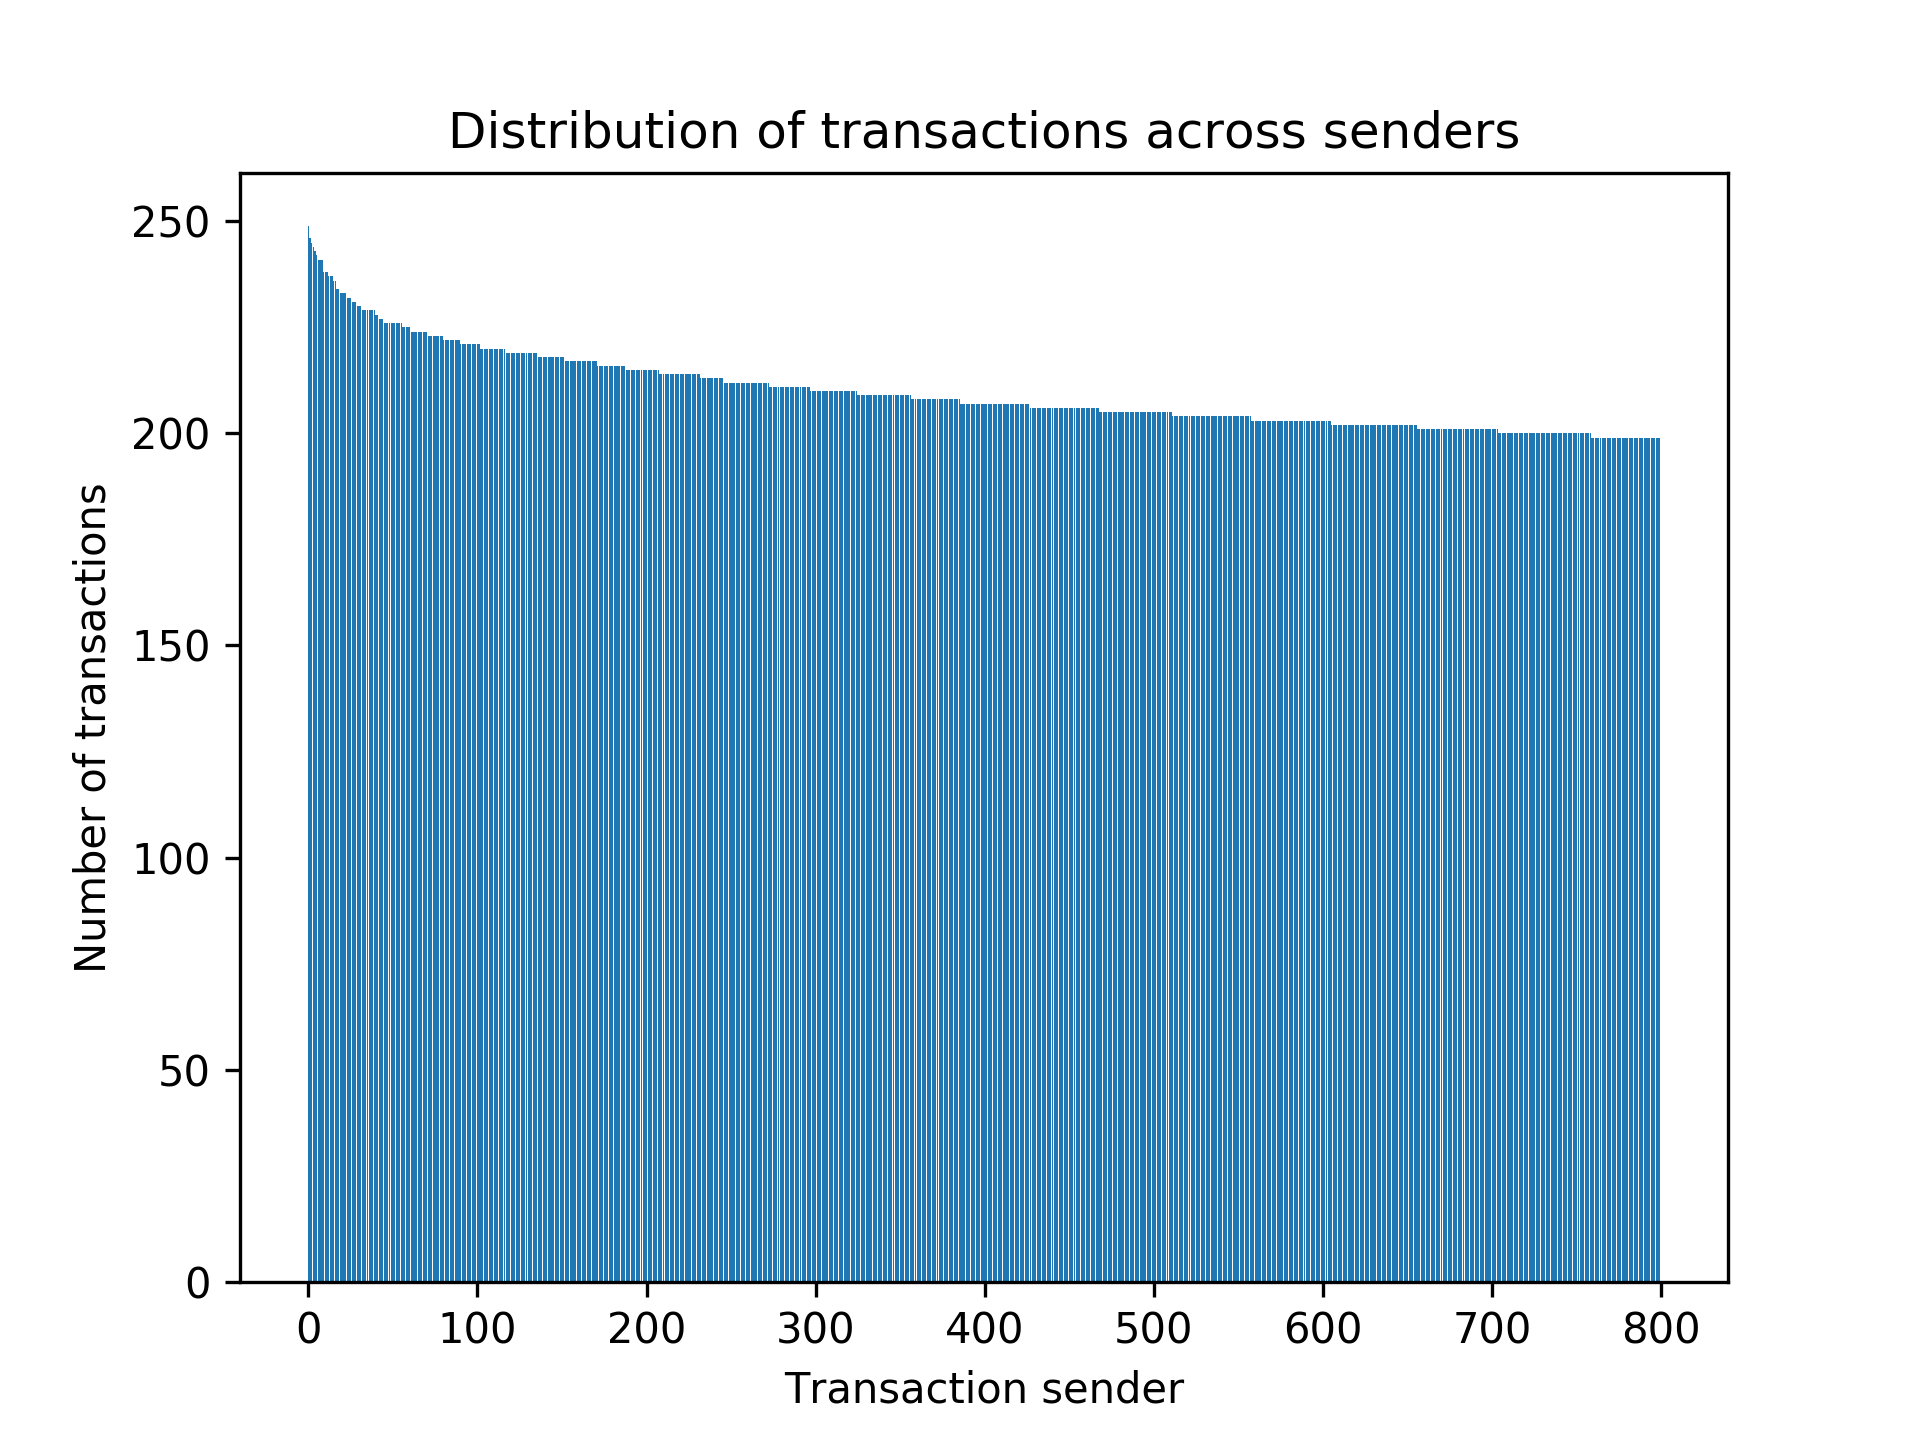 Distribution of transactions across senders
250
200
150
100
50
0
Number of transactions
0 100 200 300 400 500 600 700 800
Transaction sender